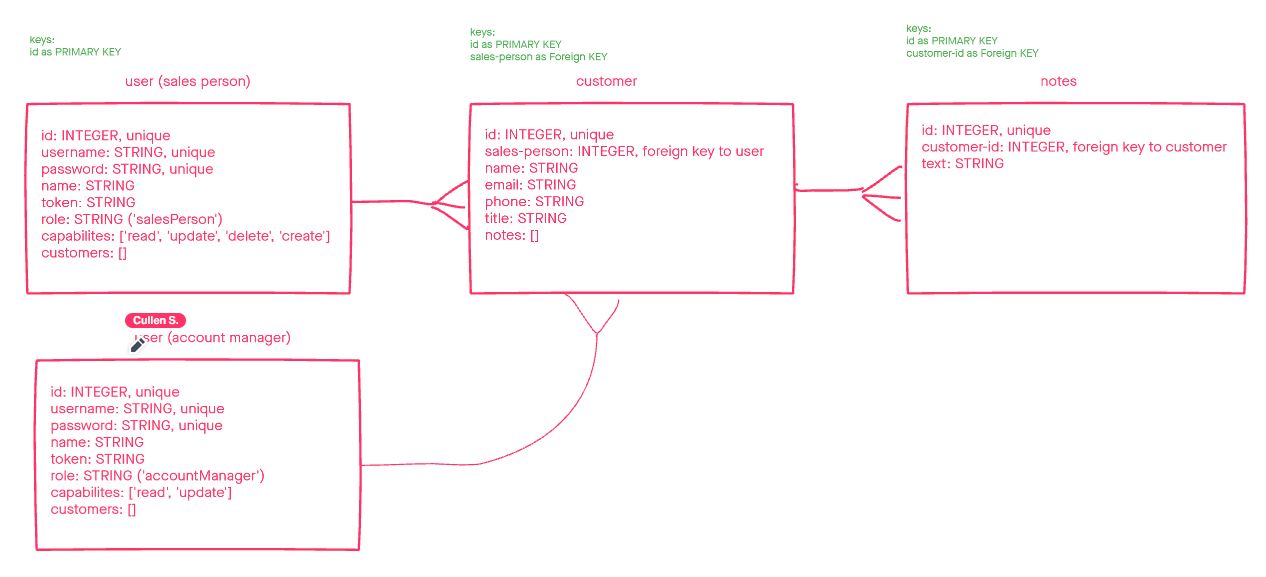 keys:
id as PRIMARY KEY
user (sales person)
id: INTEGER, unique
username: STRING, unique
password: STRING, unique
name: STRING
token: STRING
role: STRING ('salesPerson')
capabilites: ['read', 'update', 'delete', 'create']
customers: []
keys:
id as PRIMARY KEY
sales-person as Foreign KEY
customer
id: INTEGER, unique
sales-person: INTEGER, foreign key to user
name: STRING
email: STRING
phone: STRING
title: STRING
notes: []
keys:
id as PRIMARY KEY
customer-id as Foreign KEY
notes
id: INTEGER, unique
customer-id: INTEGER, foreign key to customer
text: STRING
Cullen S.
user (account manager)
id: INTEGER, unique
username: STRING, unique
password: STRING, unique
name: STRING
token: STRING
role: STRING ('accountManager')
capabilites: ['read', 'update']
customers: []